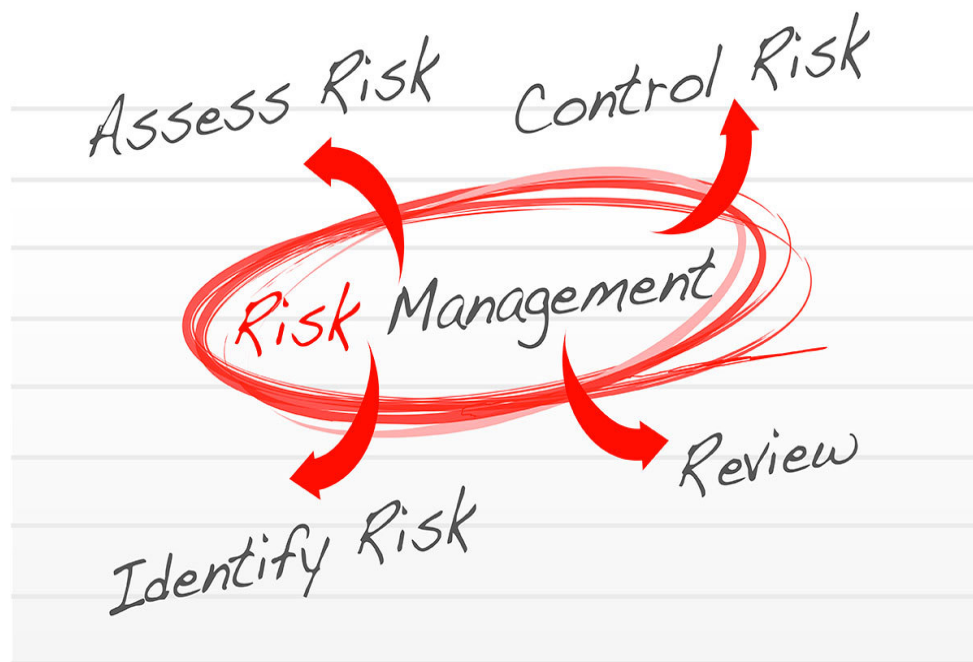 Assess Risk
Control Risk
Risk Management
Review
Identify Risk